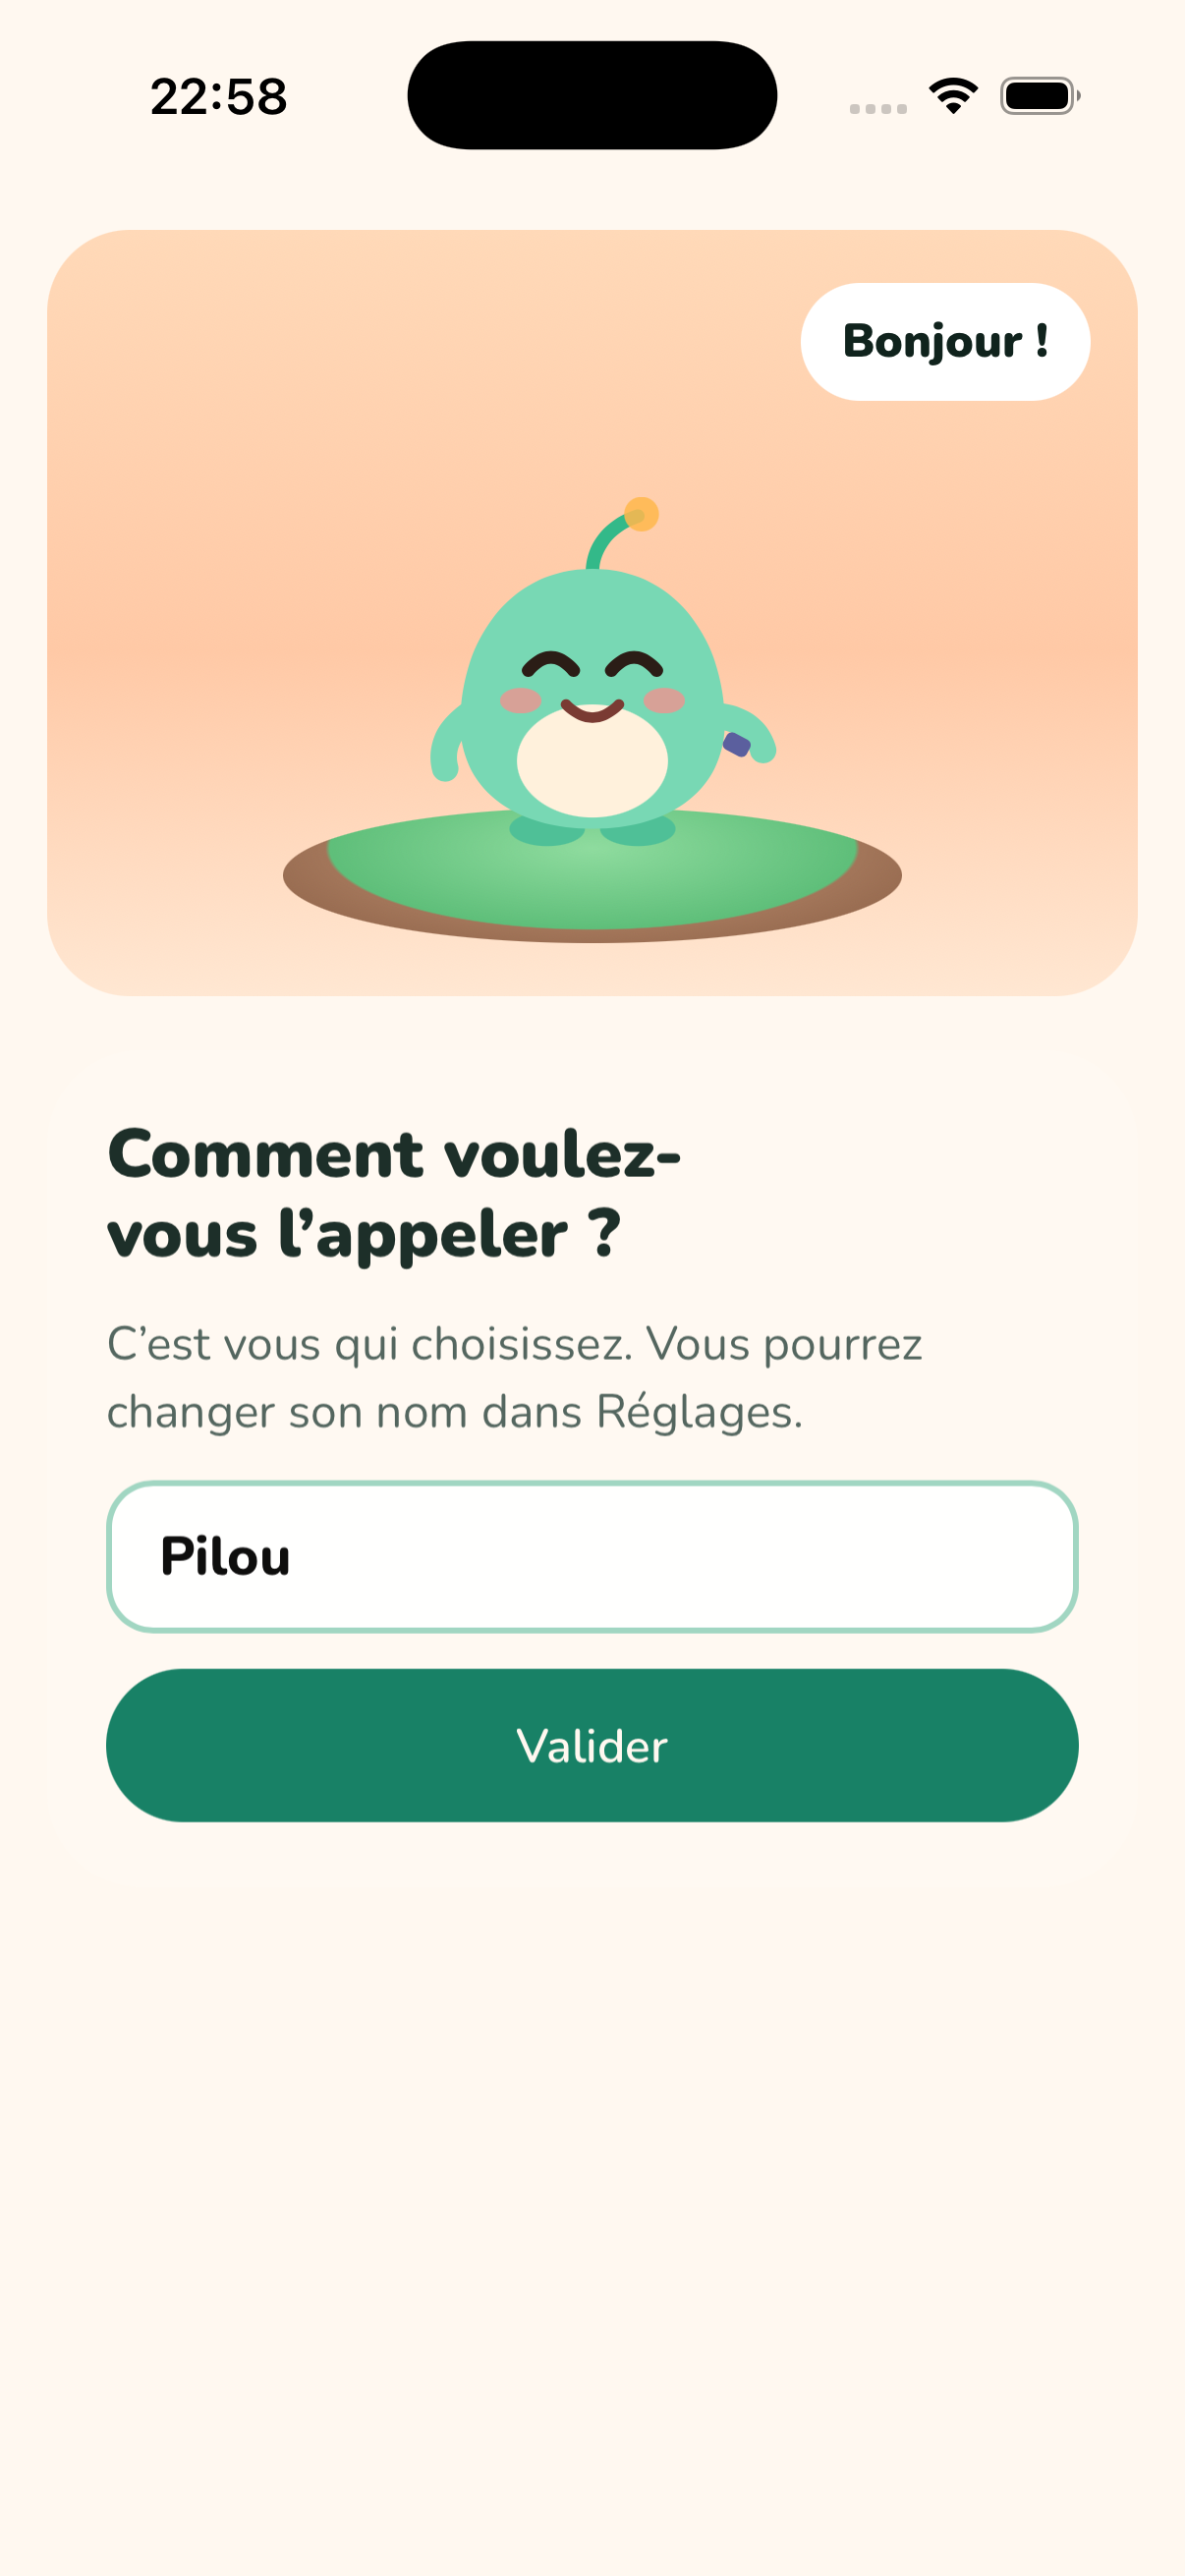 22:58
Bonjour !
Comment voulez-
vous l’appeler ?
C’est vous qui choisissez. Vous pourrez
changer son nom dans Réglages.
Pilou
Valider